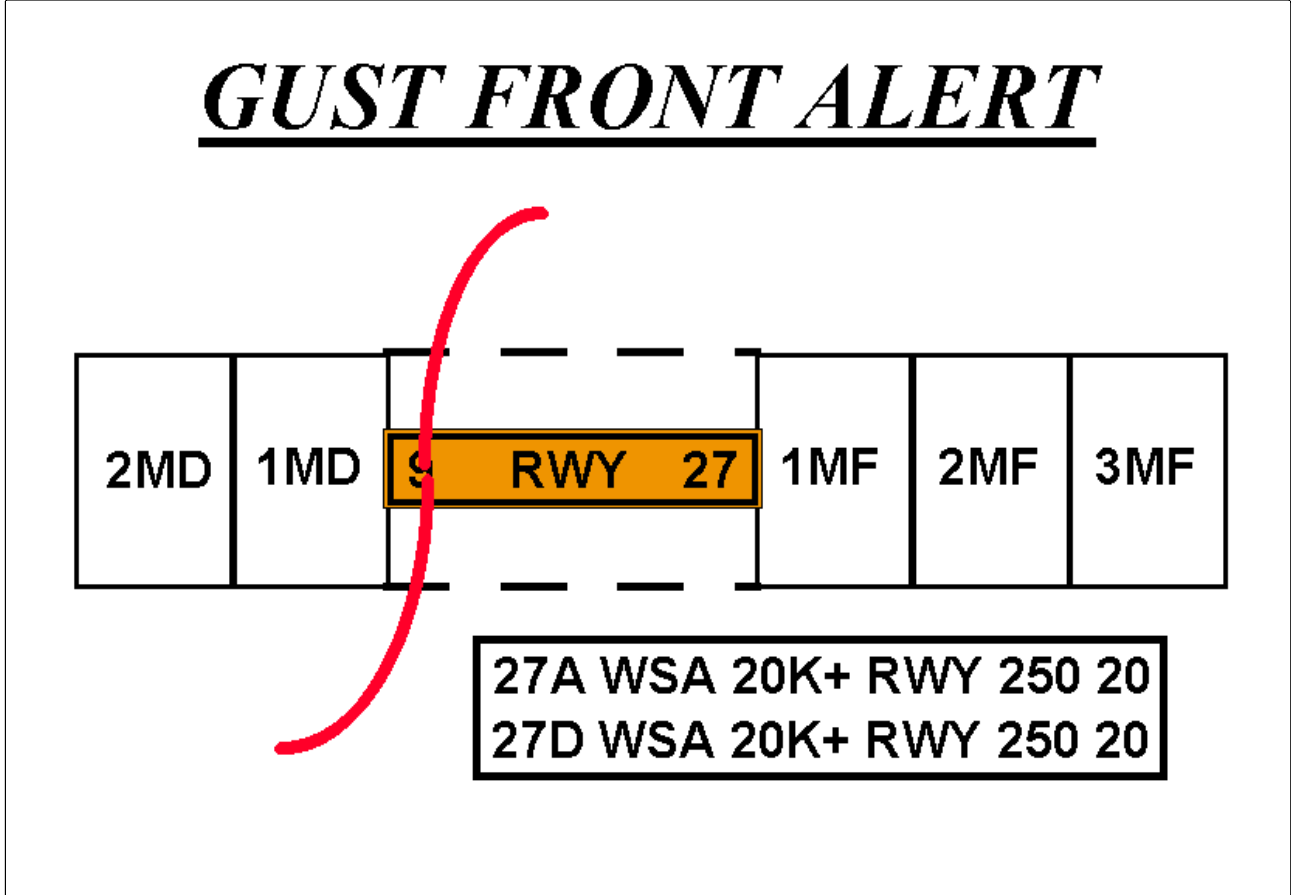 GUST FRONT ALERT
2MD 1MD 9 RWY 27 1MF 2MF 3MF
27A WSA 20K+ RWY 250 20
27D WSA 20K+ RWY 250 20